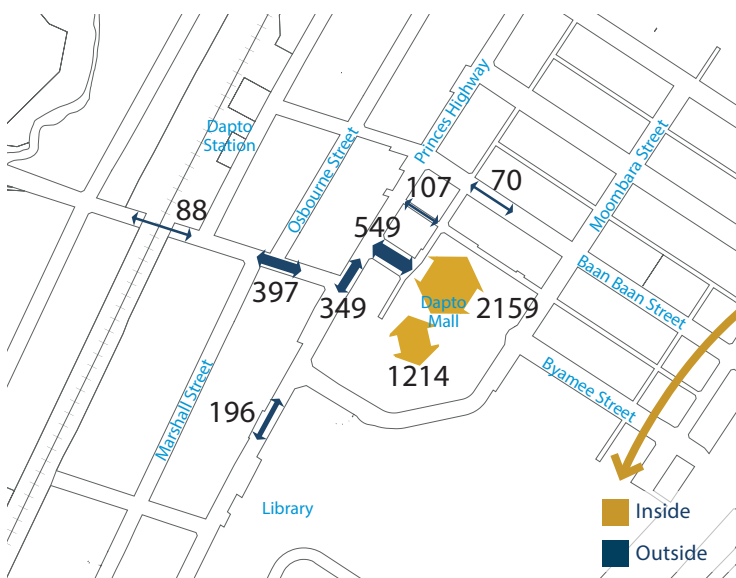 Princes Highway
Dapto
Station
Osbourne Street
Moombara Street
107
70
88
549
Baan Baan Street
397
349
Dapto
Mall
2159
1214
Byamee Street
Marshall Street
196
Library
Inside
Outside